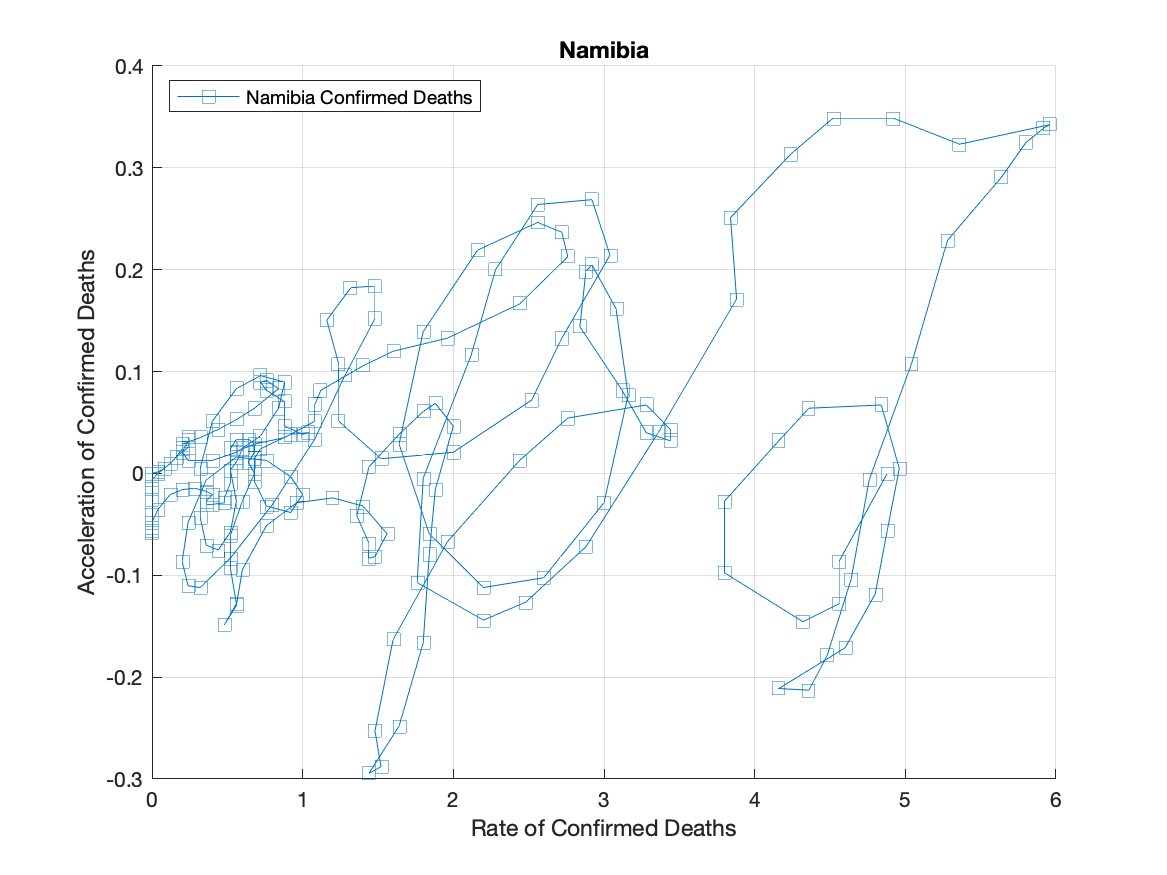 Namibia
0.4
Namibia Confirmed Deaths
0.3
0.2
0.1
0
-0.1
-0.2
-0.3
Acceleration of Confirmed Deaths
0 1 2 3 4 5 6
Rate of Confirmed Deaths